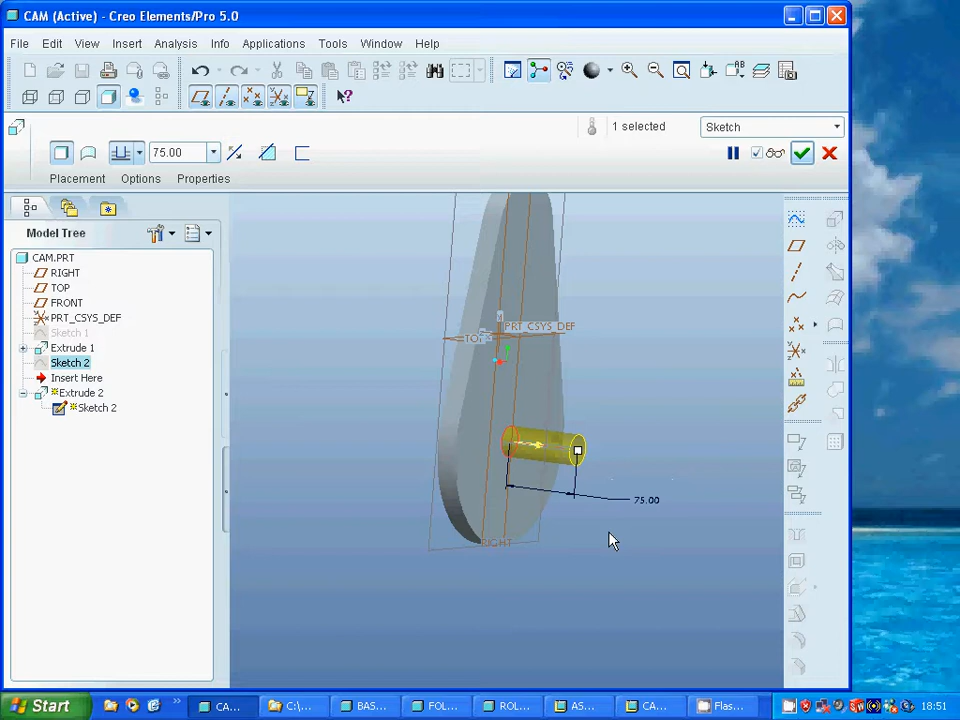 CAM (Active) - Creo Elements/Pro 5.0
File Edit View Insert Analysis Info Applications Tools Window Help
1 selected
Sketch
75.00
Placement Options Properties
Model Tree
CAM.PRT
RIGHT
TOP
FRONT
PRT_CSYS_DEF
Sketch 1
Extrude 1
Sketch 2
Insert Here
Extrude 2
Sketch 2
PRT_CSYS_DEF
75.00
RIGHT
Start
CA...
C:\...
BAS...
FOL...
ROL...
AS...
CA...
Flas...
18:51